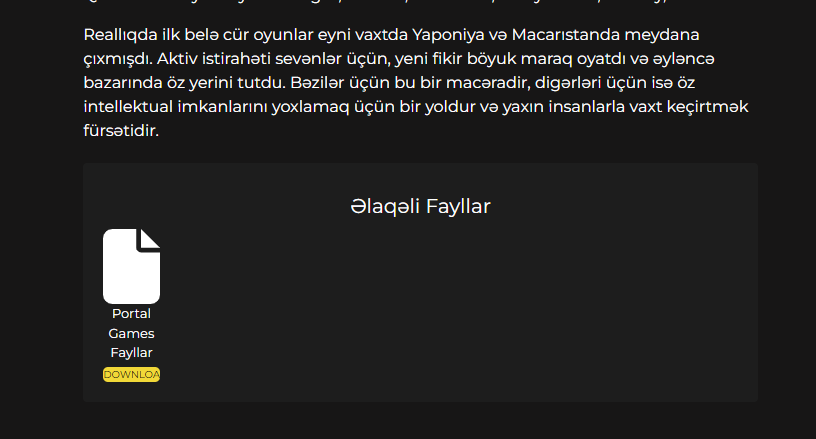 Reallıqda ilk belə cür oyunlar eyni vaxtda Yaponiya və Macarıstanda meydana
çıxmışdı. Aktiv istirahəti sevənlər üçün, yeni fikir böyuk maraq oyatdı və əyləncə
bazarında öz yerini tutdu. Bəzilər üçün bu bir macəradir, digərləri üçün isə öz
intellektual imkanlarını yoxlamaq üçün bir yoldur və yaxın insanlarla vaxt keçirtmək
fürsətidir.
Əlaqəli Fayllar
Portal
Games
Fayllar
DOWNLOA